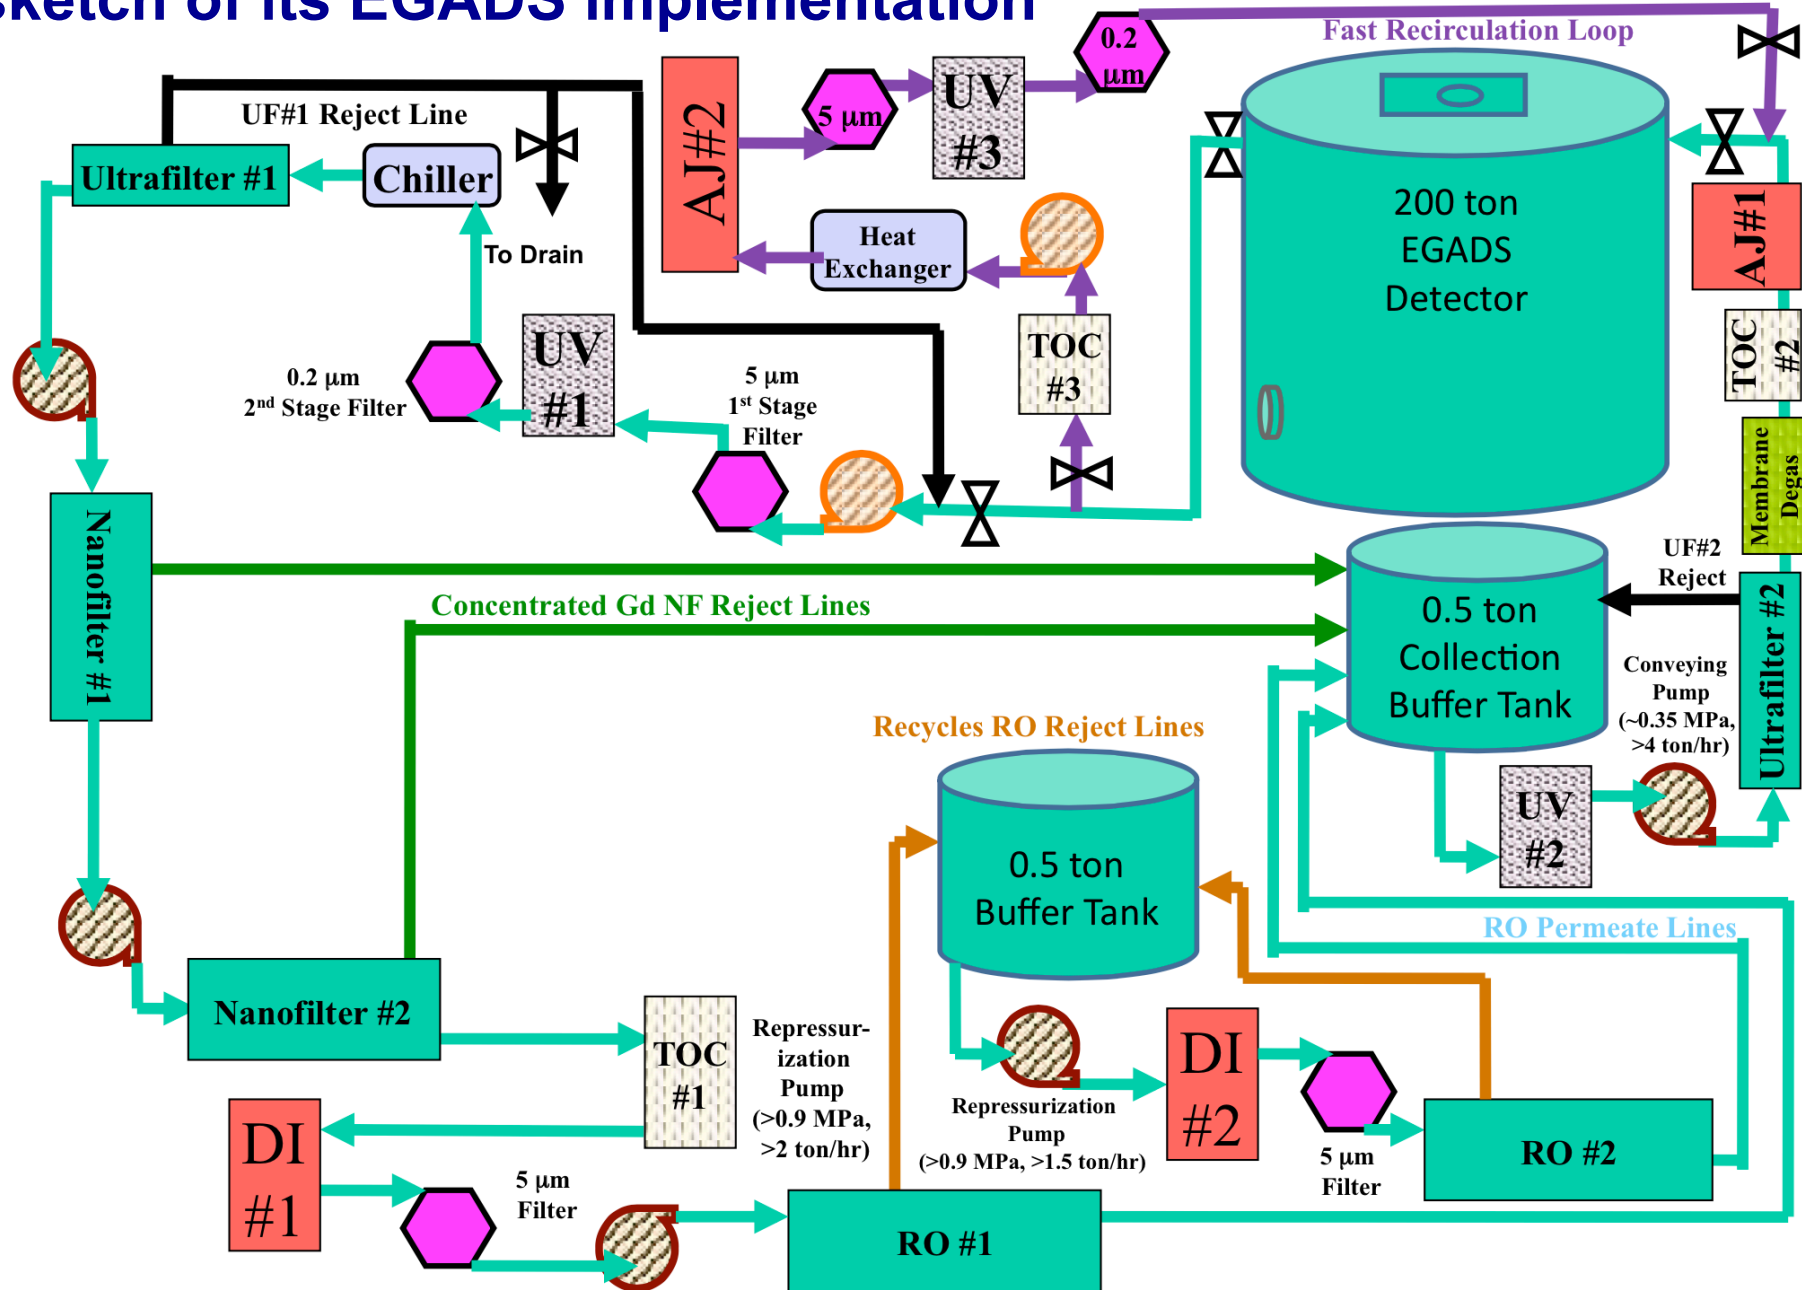 sketch of its EGADS implementation
Fast Recirculation Loop
0.2
μm
UV
#3
5 μm
AJ#2
UF#1 Reject Line
Ultrafilter #1
Chiller
To Drain
Heat
Exchanger
200 ton
EGADS
Detector
AJ#1
TOC
#2
Membrane
Degas
TOC
#3
UV
#1
0.2 μm
2nd Stage Filter
5 μm
1st Stage
Filter
Nanofilter #1
Concentrated Gd NF Reject Lines
UF#2
Reject
0.5 ton
Collection
Buffer Tank
Conveying
Pump
(~0.35 MPa,
>4 ton/hr)
Ultrafilter #2
UV
#2
Recycles RO Reject Lines
0.5 ton
Buffer Tank
RO Permeate Lines
Nanofilter #2
TOC
#1
Repressur-
ization
Pump
(>0.9 MPa,
>2 ton/hr)
Repressurization
Pump
(>0.9 MPa, >1.5 ton/hr)
DI
#2
5 μm
Filter
RO #2
DI
#1
5 μm
Filter
RO #1